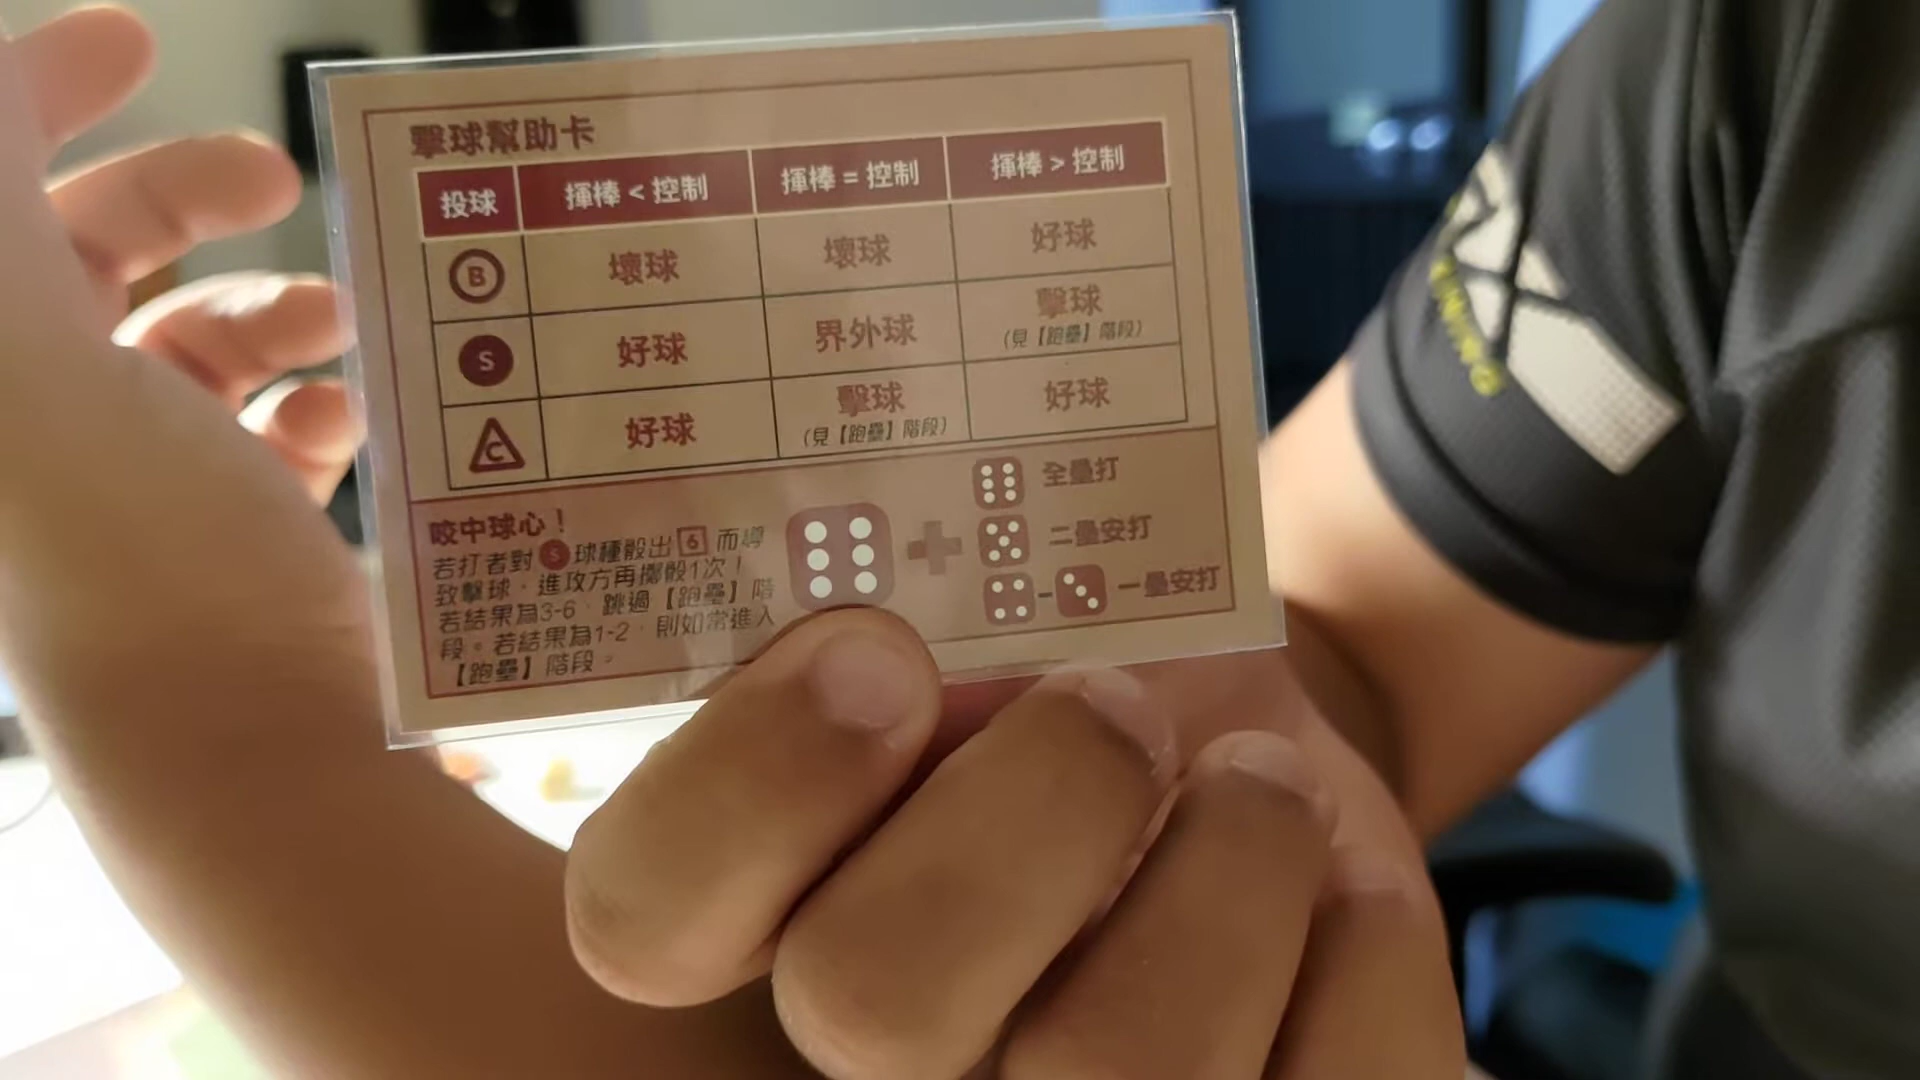 擊球幫助卡
投球 揮棒 < 控制 揮棒 = 控制 揮棒 > 控制
B 壞球 壞球 好球
S 好球 界外球 擊球
(見【跑壘】階段)
C 好球 擊球 好球
(見【跑壘】階段)
咬中球心！
若打者對 S 球種骰出 6 而導
致擊球，進攻方再擲骰1次！
若結果為3-6，跳過【跑壘】階
段。若結果為1-2，則如常進入
【跑壘】階段。
+
全壘打
二壘安打
- 一壘安打